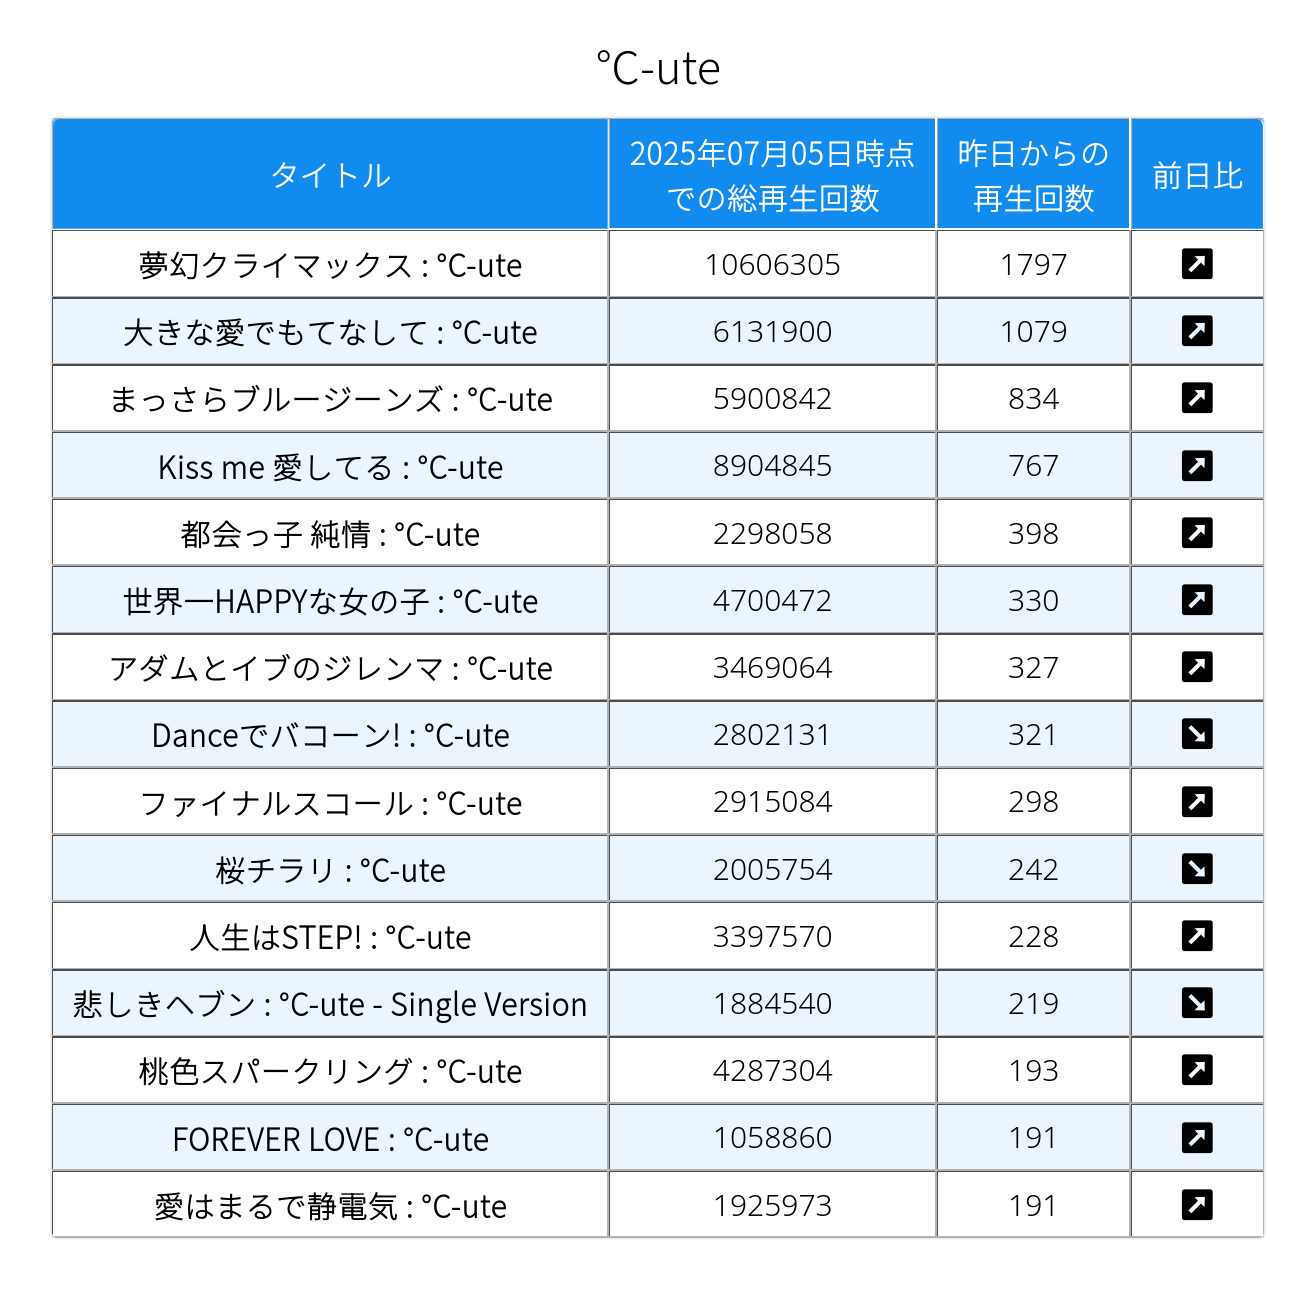 ℃-ute
タイトル
2025年07月05日時点
での総再生回数
昨日からの
再生回数
前日比
夢幻クライマックス : ℃-ute 10606305 1797 ↗
大きな愛でもてなして : ℃-ute 6131900 1079 ↗
まっさらブルージーンズ : ℃-ute 5900842 834 ↗
Kiss me 愛してる : ℃-ute 8904845 767 ↗
都会っ子 純情 : ℃-ute 2298058 398 ↗
世界一HAPPYな女の子 : ℃-ute 4700472 330 ↗
アダムとイブのジレンマ : ℃-ute 3469064 327 ↗
Danceでバコーン! : ℃-ute 2802131 321 ↘
ファイナルスコール : ℃-ute 2915084 298 ↗
桜チラリ : ℃-ute 2005754 242 ↘
人生はSTEP! : ℃-ute 3397570 228 ↗
悲しきヘブン : ℃-ute - Single Version 1884540 219 ↘
桃色スパークリング : ℃-ute 4287304 193 ↗
FOREVER LOVE : ℃-ute 1058860 191 ↗
愛はまるで静電気 : ℃-ute 1925973 191 ↗